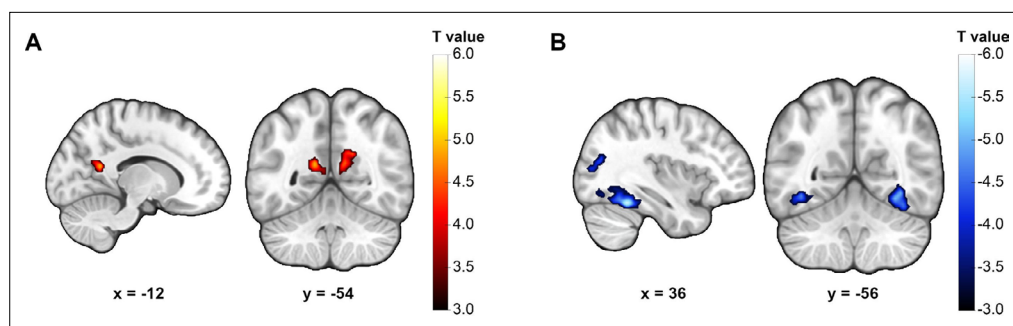 A
T value
6.0
5.5
5.0
4.5
4.0
3.5
3.0
x = -12
y = -54
B
T value
-6.0
-5.5
-5.0
-4.5
-4.0
-3.5
-3.0
x = 36
y = -56